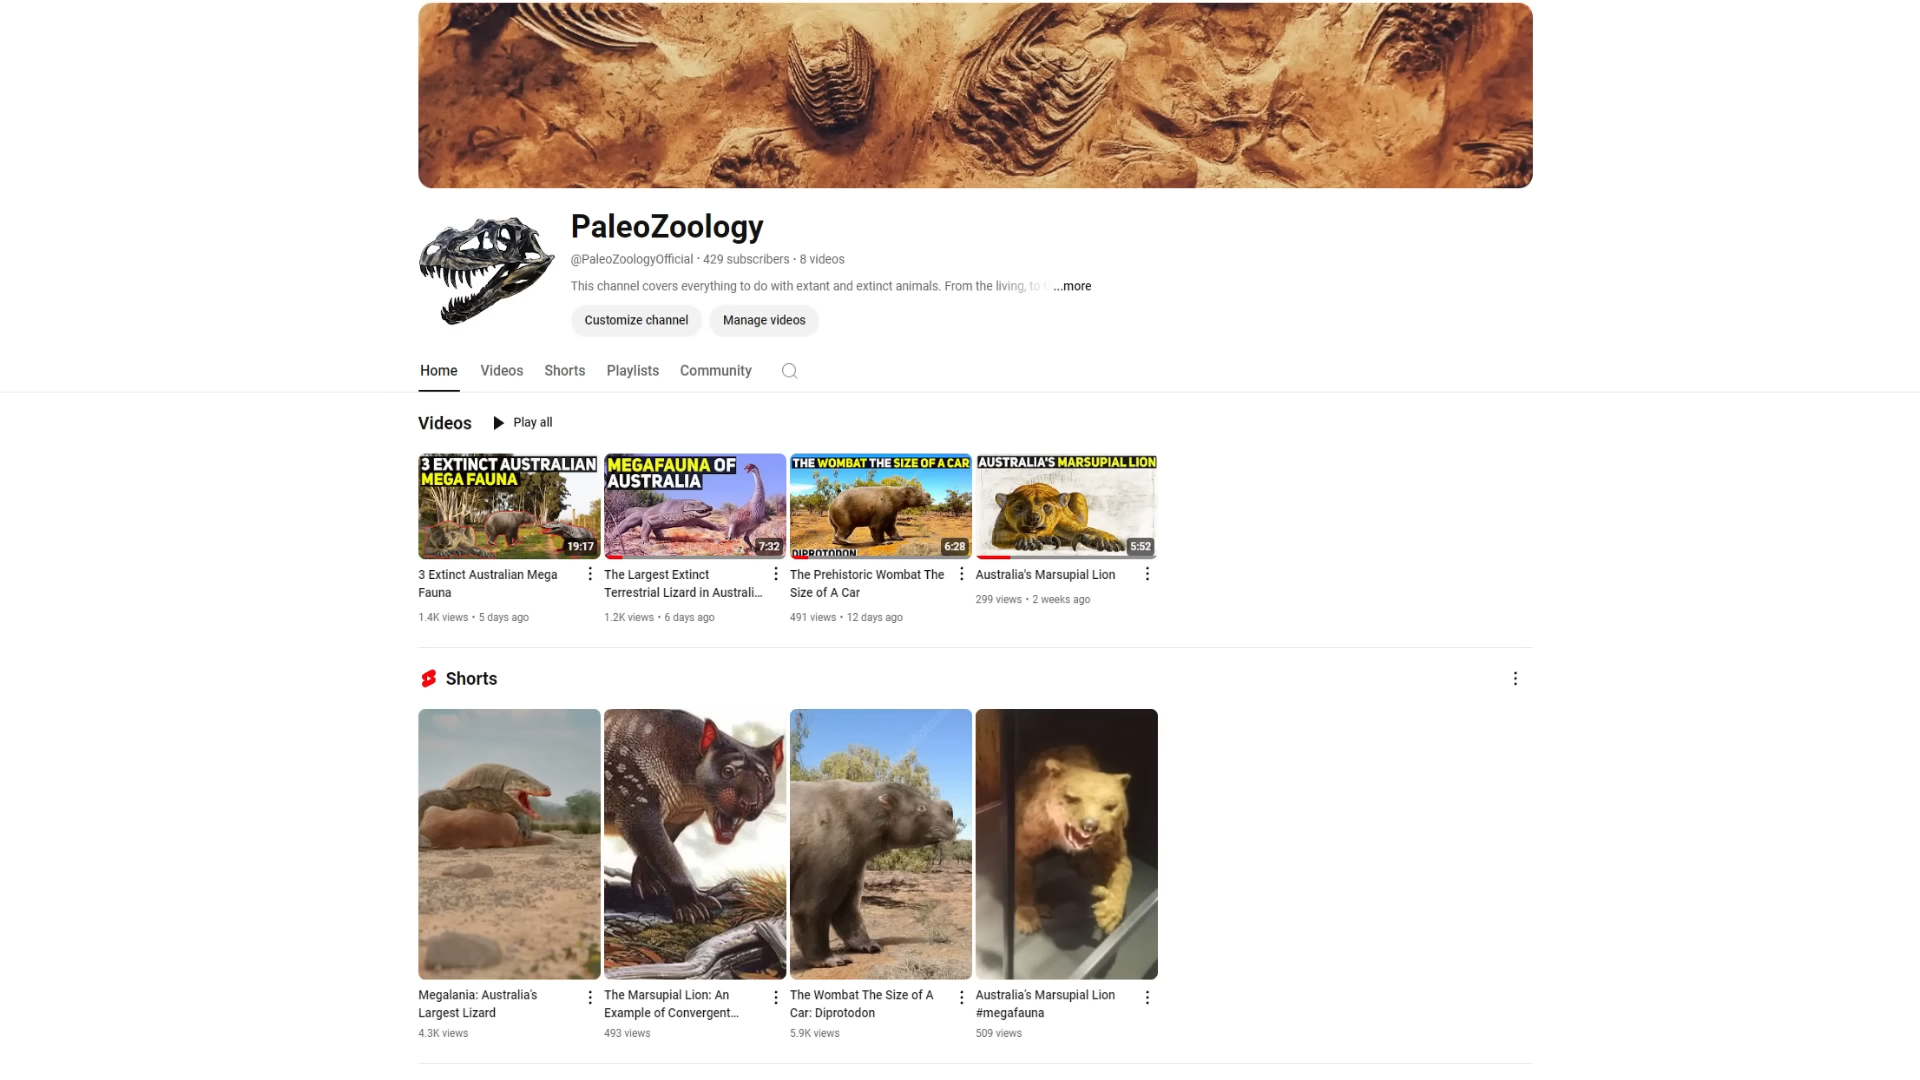 PaleoZoology
@PaleoZoologyOfficial · 429 subscribers · 8 videos
This channel covers everything to do with extant and extinct animals. From the living, to ...more
Customize channel
Manage videos
Home
Videos
Shorts
Playlists
Community
Videos
Play all
3 EXTINCT AUSTRALIAN
MEGA FAUNA
19:17
MEGAFAUNA OF
AUSTRALIA
7:32
THE WOMBAT THE SIZE OF A CAR
DIPROTODON
6:28
AUSTRALIA'S MARSUPIAL LION
5:52
3 Extinct Australian Mega
Fauna
1.4K views • 5 days ago
The Largest Extinct
Terrestrial Lizard in Australi...
1.2K views • 6 days ago
The Prehistoric Wombat The
Size of A Car
491 views • 12 days ago
Australia's Marsupial Lion
299 views • 2 weeks ago
Shorts
Megalania: Australia's
Largest Lizard
4.3K views
The Marsupial Lion: An
Example of Convergent...
493 views
The Wombat The Size of A
Car: Diprotodon
5.9K views
Australia's Marsupial Lion
#megafauna
509 views